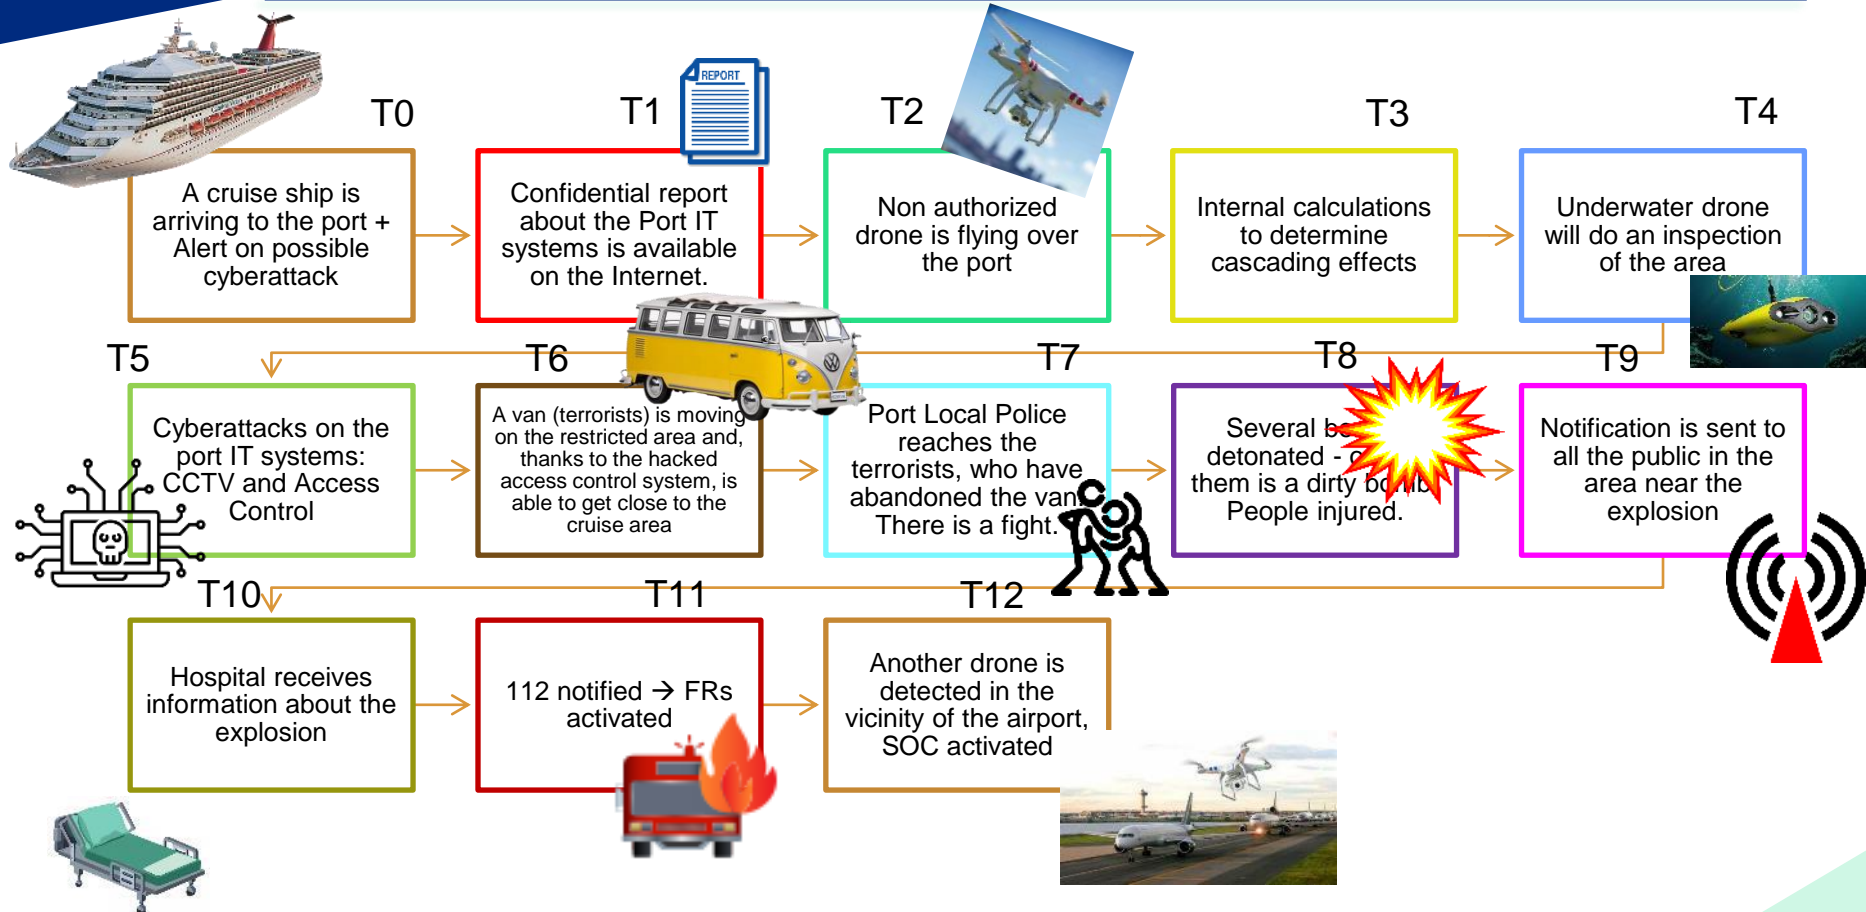 T0
A cruise ship is
arriving to the port +
Alert on possible
cyberattack
T1
REPORT
Confidential report
about the Port IT
systems is available
on the Internet.
T2
Non authorized
drone is flying over
the port
T3
Internal calculations
to determine
cascading effects
T4
Underwater drone
will do an inspection
of the area
T5
Cyberattacks on the
port IT systems:
CCTV and Access
Control
T6
A van (terrorists) is moving
on the restricted area and,
thanks to the hacked
access control system, is
able to get close to the
cruise area
T7
Port Local Police
reaches the
terrorists, who have
abandoned the van.
There is a fight.
T8
Several
detonated -
them is a dirty bomb.
People injured.
T9
Notification is sent to
all the public in the
area near the
explosion
T10
Hospital receives
information about the
explosion
T11
112 notified → FRs
activated
T12
Another drone is
detected in the
vicinity of the airport,
SOC activated